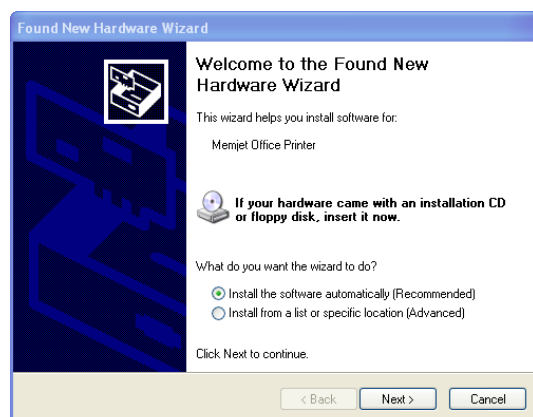 Found New Hardware Wizard
Welcome to the Found New
Hardware Wizard
This wizard helps you install software for:
Memjet Office Printer
If your hardware came with an installation CD
or floppy disk, insert it now.
What do you want the wizard to do?
Install the software automatically (Recommended)
Install from a list or specific location (Advanced)
Click Next to continue.
< Back
Next >
Cancel